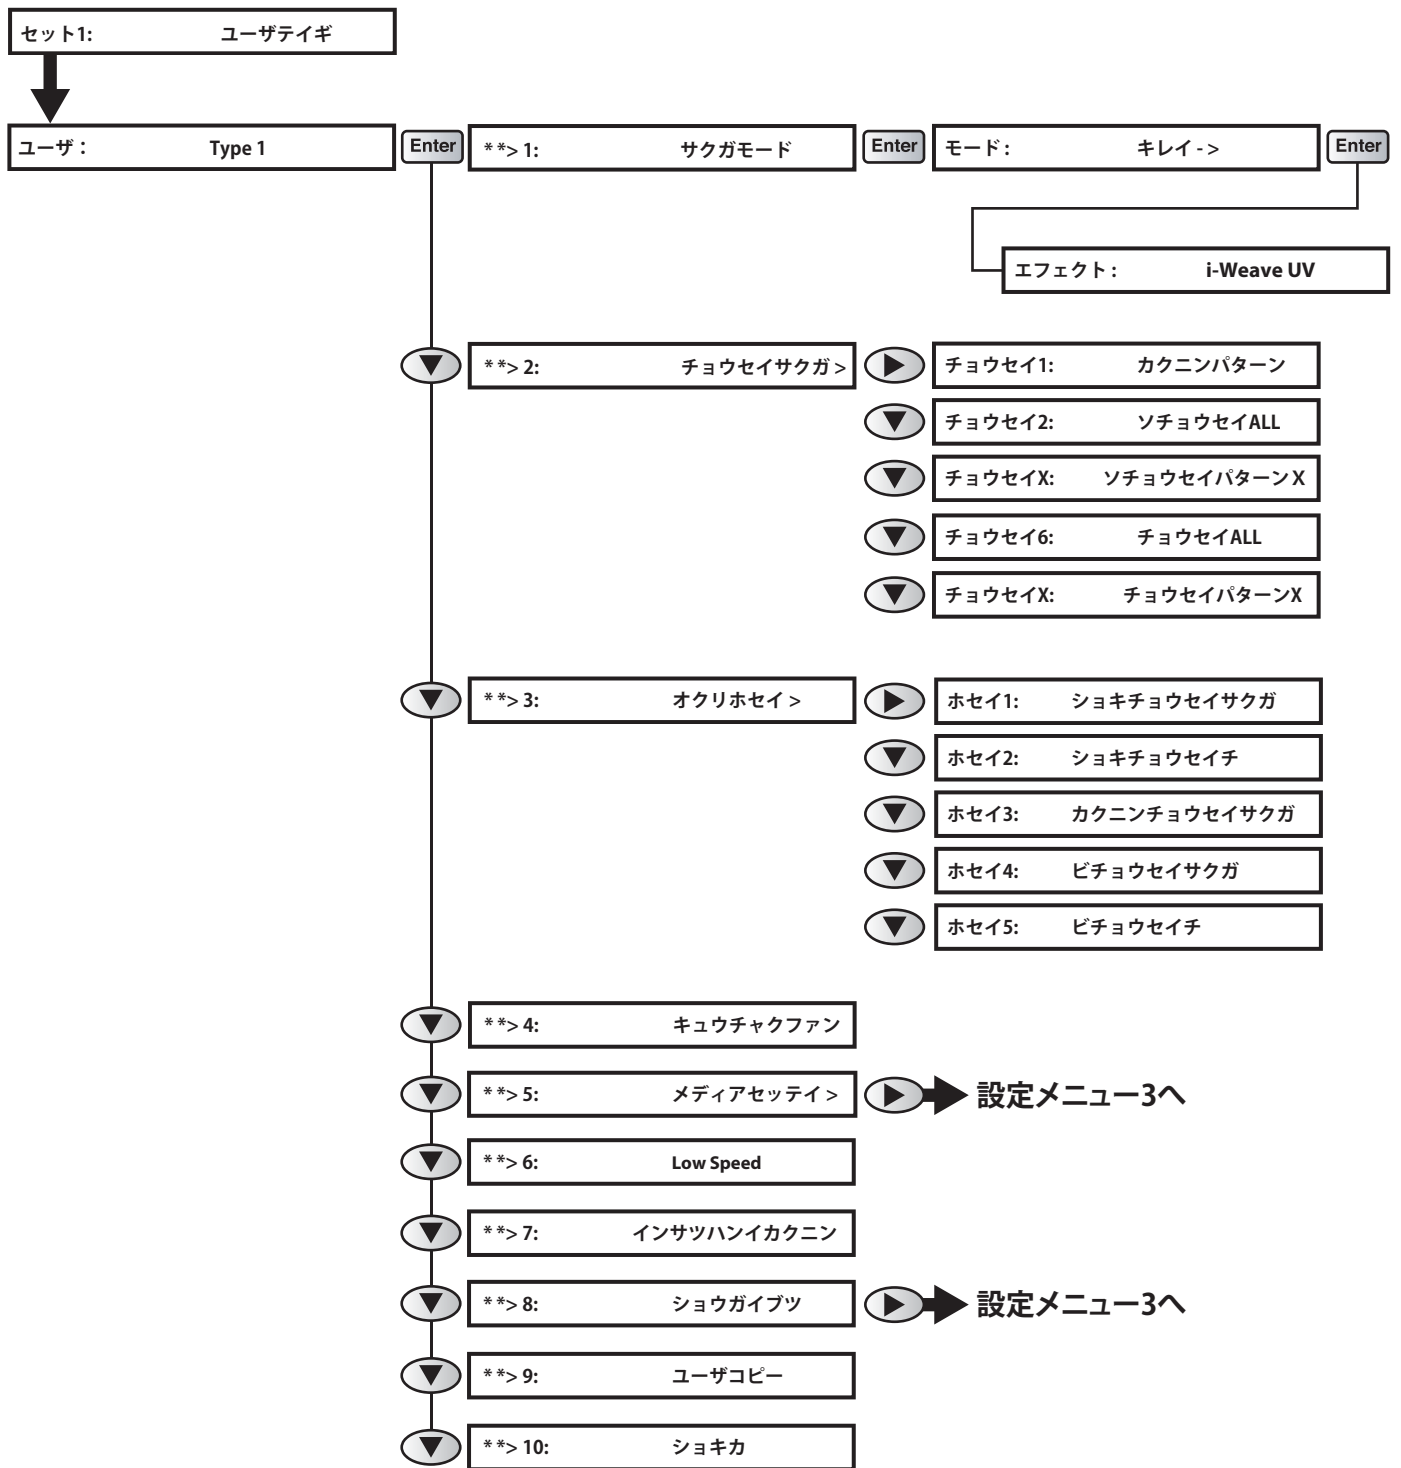 セット1: ユーザテイギ
ユーザ： Type 1 Enter * *> 1: サクガモード Enter モード : キレイ - > Enter
エフェクト : i-Weave UV
* *> 2: チョウセイサクガ > チョウセイ1: カクニンパターン
チョウセイ2: ソチョウセイALL
チョウセイX: ソチョウセイパターンＸ
チョウセイ6: チョウセイALL
チョウセイX: チョウセイパターンX
* *> 3: オクリホセイ > ホセイ1: ショキチョウセイサクガ
ホセイ2: ショキチョウセイチ
ホセイ3: カクニンチョウセイサクガ
ホセイ4: ビチョウセイサクガ
ホセイ5: ビチョウセイチ
* *> 4: キュウチャクファン
* *> 5: メディアセッテイ > 設定メニュー3へ
* *> 6: Low Speed
* *> 7: インサツハンイカクニン
* *> 8: ショウガイブツ 設定メニュー3へ
* *> 9: ユーザコピー
* *> 10: ショキカ